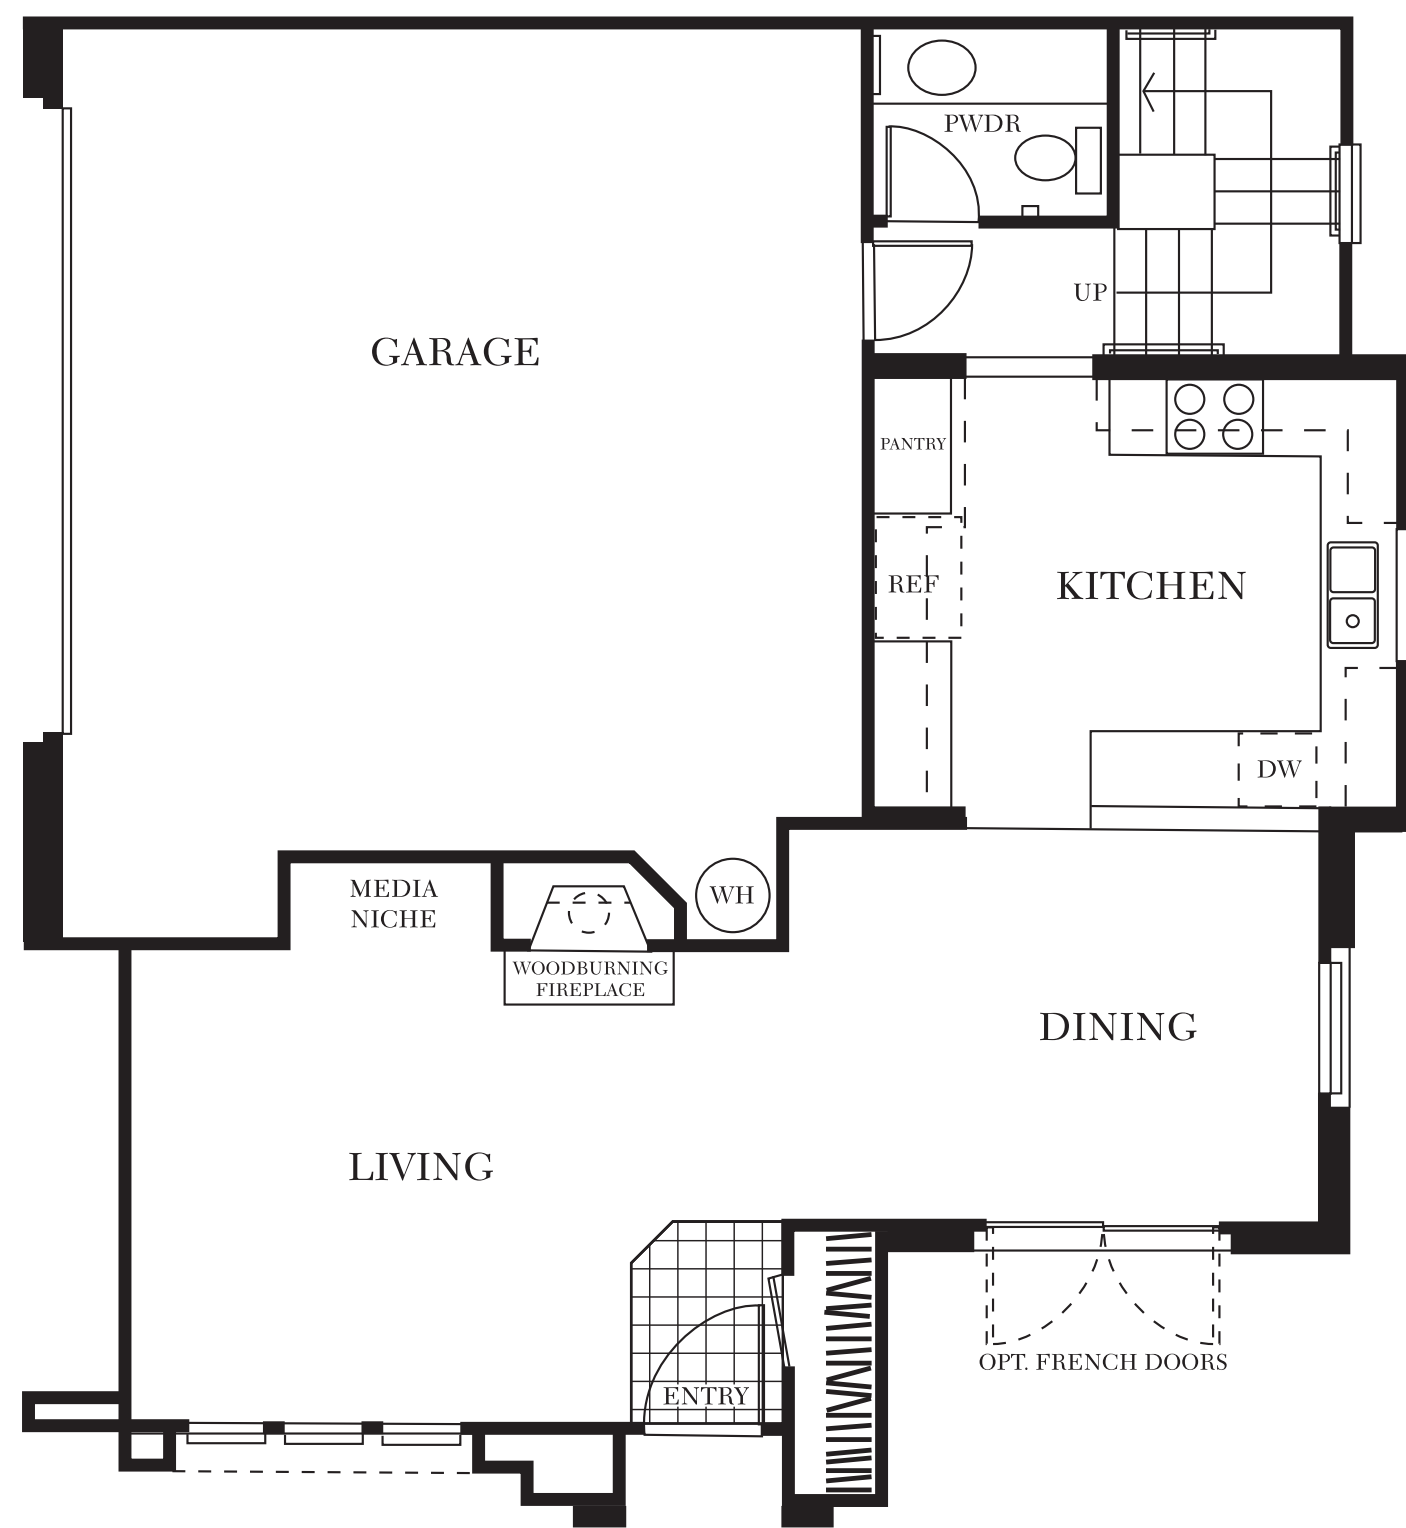 PWDR
UP
GARAGE
PANTRY
REF
KITCHEN
DW
MEDIA
NICHE
WH
WOODBURNING
FIREPLACE
DINING
LIVING
OPT. FRENCH DOORS
ENTRY